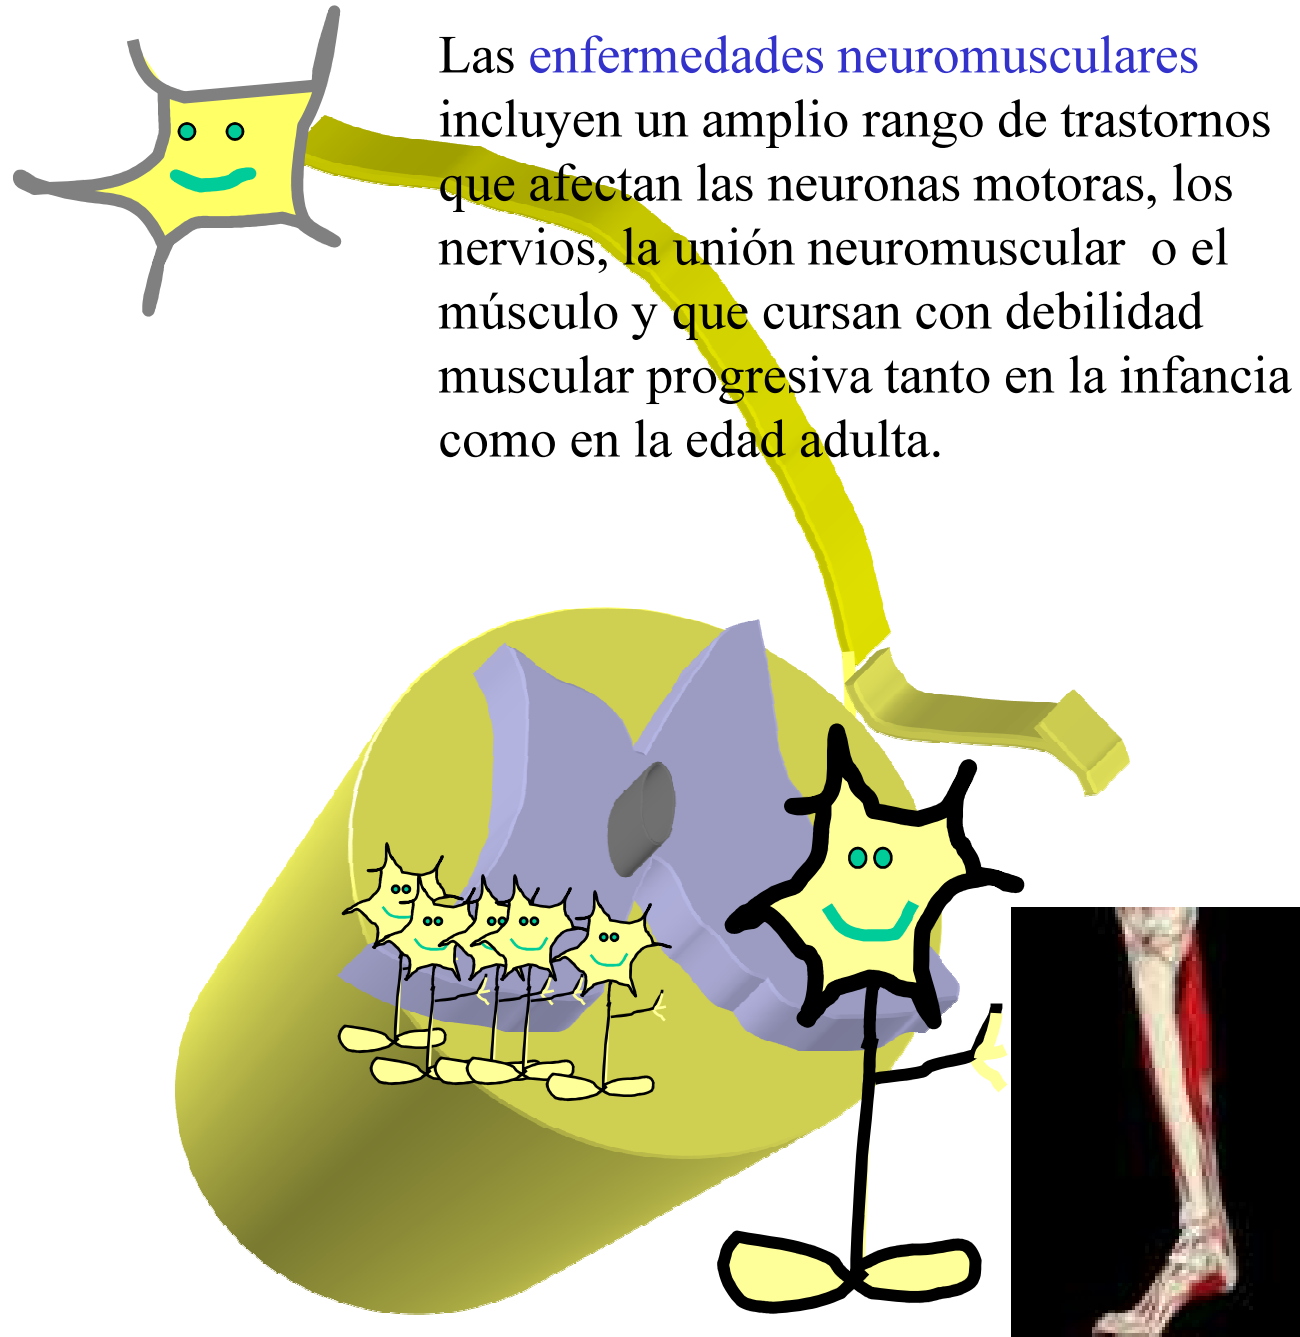 Las enfermedades neuromusculares
incluyen un amplio rango de trastornos
que afectan las neuronas motoras, los
nervios, la unión neuromuscular  o el
músculo y que cursan con debilidad
muscular progresiva tanto en la infancia
como en la edad adulta.